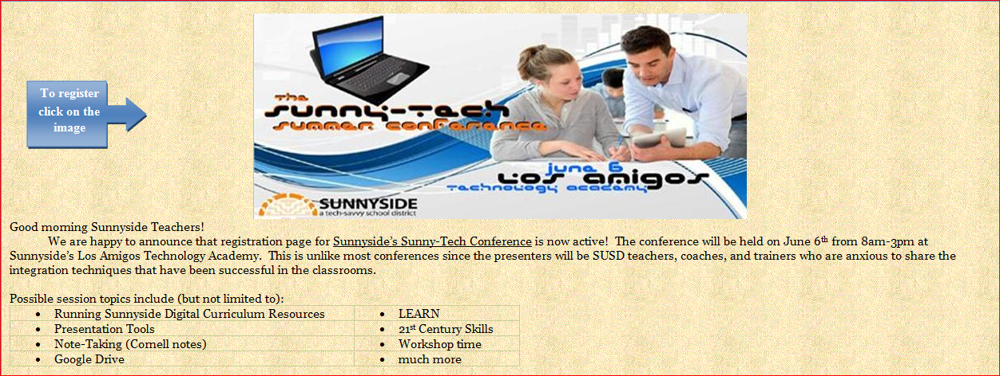 To register
click on the
image
The
Sunny-Tech
Summer Conference
June 6
Los Amigos
Technology Academy
SUNNYSIDE
a tech-savvy school district
Good morning Sunnyside Teachers!
We are happy to announce that registration page for Sunnyside's Sunny-Tech Conference is now active! The conference will be held on June 6th from 8am-3pm at
Sunnyside's Los Amigos Technology Academy. This is unlike most conferences since the presenters will be SUSD teachers, coaches, and trainers who are anxious to share the
integration techniques that have been successful in the classrooms.
Possible session topics include (but not limited to):
• Running Sunnyside Digital Curriculum Resources • LEARN
• Presentation Tools • 21st Century Skills
• Note-Taking (Cornell notes) • Workshop time
• Google Drive • much more